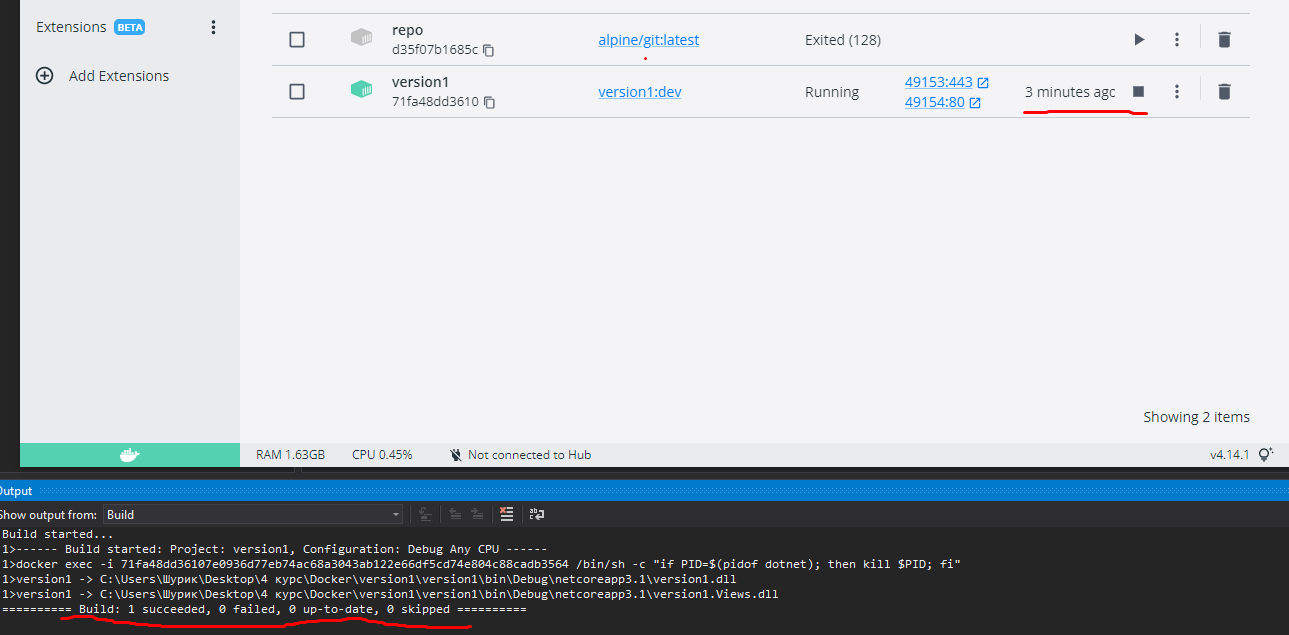 Extensions BETA
Add Extensions
repo
d35f07b1685c
alpine/git:latest
Exited (128)
version1
71fa48dd3610
version1:dev
Running
49153:443
49154:80
3 minutes agc
Showing 2 items
RAM 1.63GB CPU 0.45% Not connected to Hub v4.14.1
Output
Show output from: Build
Build started...
1>------ Build started: Project: version1, Configuration: Debug Any CPU ------
1>docker exec -i 71fa48dd36107e0936d77eb74ac68a3043ab122e66df5cd74e804c88cadb3564 /bin/sh -c "if PID=$(pidof dotnet); then kill $PID; fi"
1>version1 -> C:\Users\Шурик\Desktop\4 курс\Docker\version1\version1\bin\Debug\netcoreapp3.1\version1.dll
1>version1 -> C:\Users\Шурик\Desktop\4 курс\Docker\version1\version1\bin\Debug\netcoreapp3.1\version1.Views.dll
========== Build: 1 succeeded, 0 failed, 0 up-to-date, 0 skipped ==========